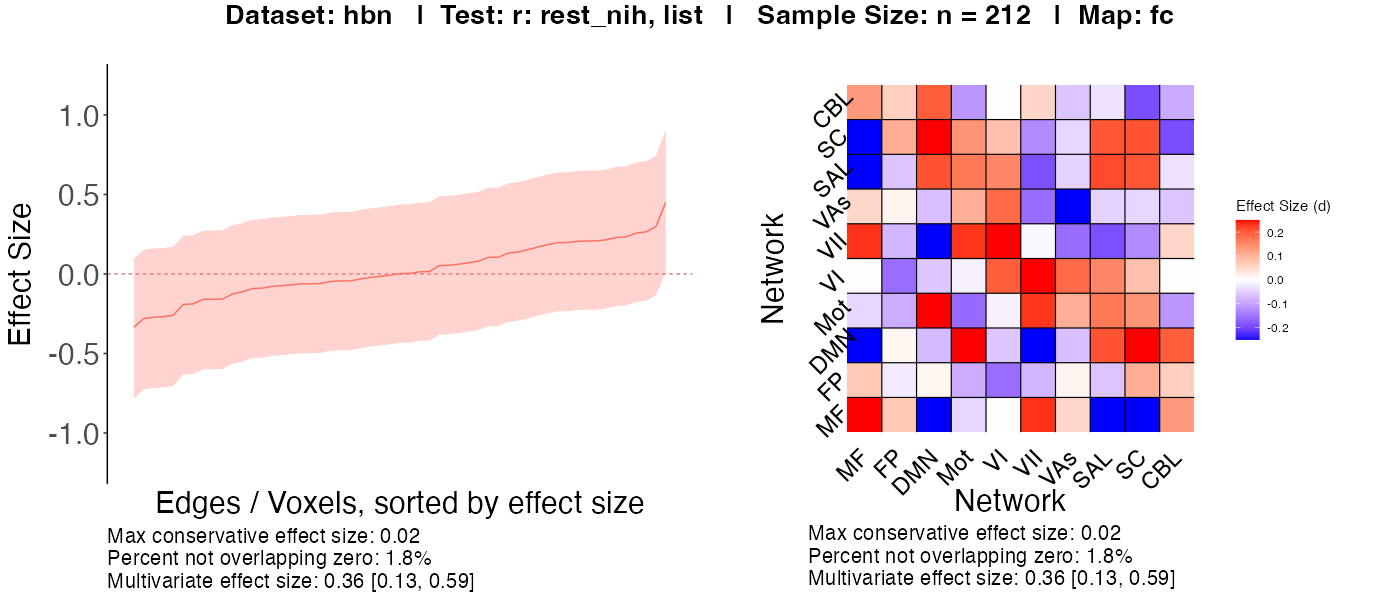 Dataset: hbn | Test: r: rest_nih, list | Sample Size: n = 212 | Map: fc
Effect Size
1.0
0.5
0.0
-0.5
-1.0
Edges / Voxels, sorted by effect size
Max conservative effect size: 0.02
Percent not overlapping zero: 1.8%
Multivariate effect size: 0.36 [0.13, 0.59]
Network
CBL
SC
SAL
VAs
VII
VI
Mot
DMN
FP
MF
MF
FP
DMN
Mot
VI
VII
VAs
SAL
SC
CBL
Network
Max conservative effect size: 0.02
Percent not overlapping zero: 1.8%
Multivariate effect size: 0.36 [0.13, 0.59]
Effect Size (d)
0.2
0.1
0.0
-0.1
-0.2